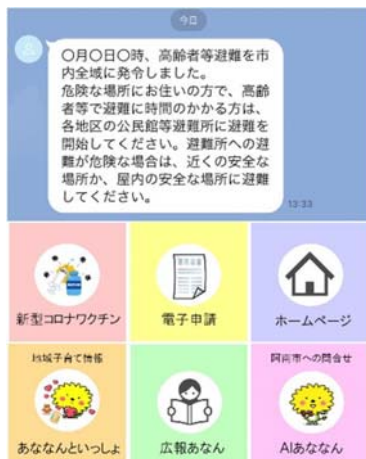 今日
〇月〇日〇時、高齢者等避難を市
内全域に発令しました。
危険な場所にお住いの方で、高齢
者等で避難に時間のかかる方は、
各地区の公民館等避難所に避難を
開始してください。避難所への避
難が危険な場合は、近くの安全な
場所か、屋内の安全な場所に避難
してください。
13:33
新型コロナワクチン
電子申請
ホームページ
地域子育て情報
あななんといっしょ
広報あなん
阿南市への問合せ
AIあななん